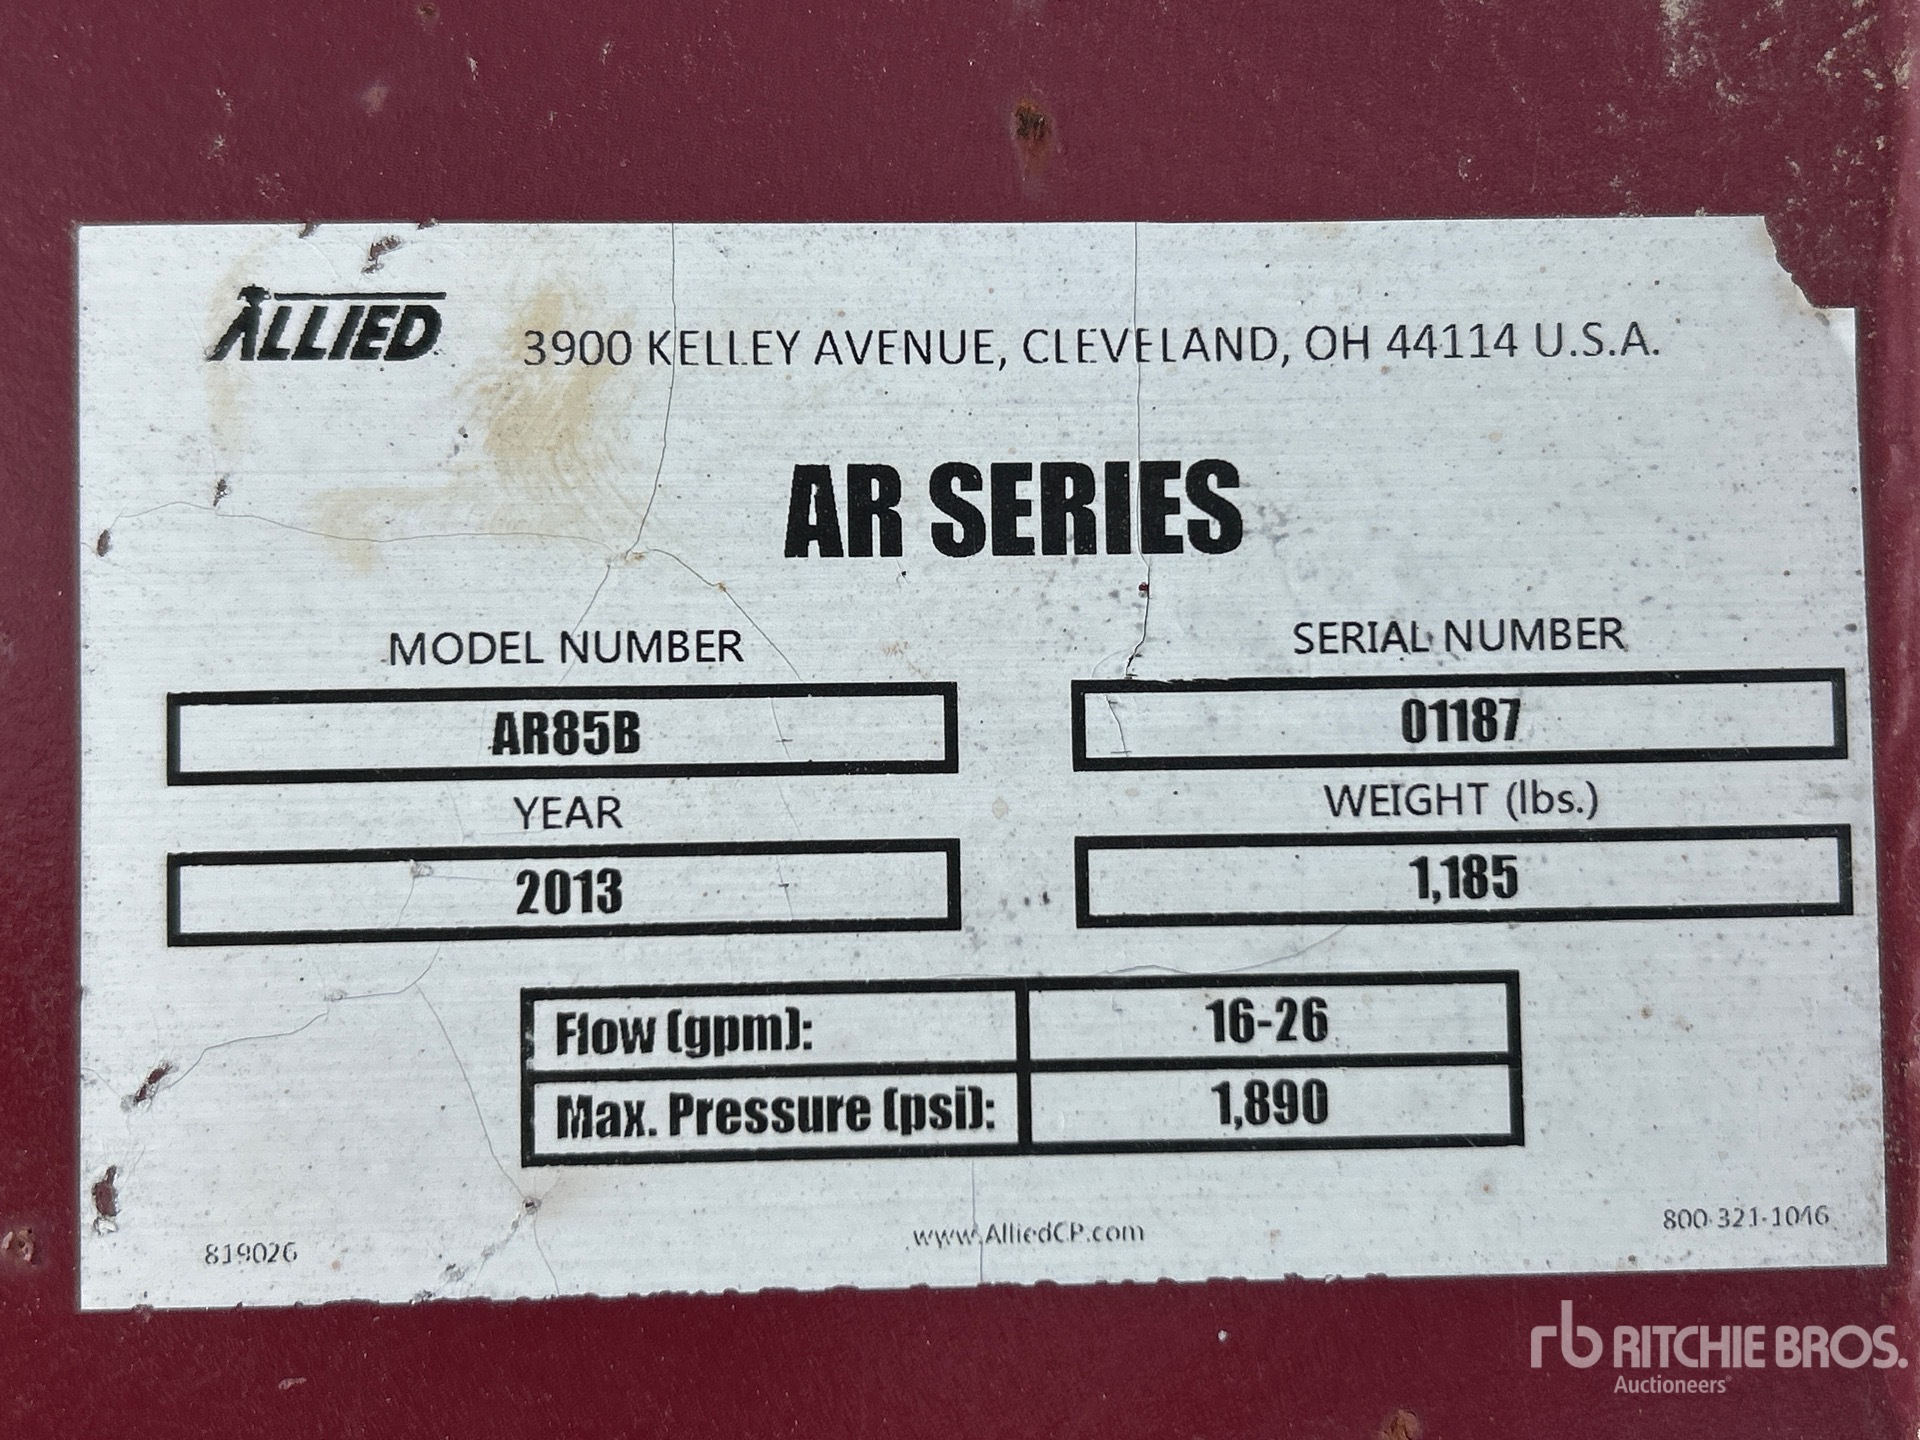 ALLIED
3900 KELLEY AVENUE, CLEVELAND, OH 44114 U.S.A.
AR SERIES
MODEL NUMBER
SERIAL NUMBER
AR85B
01187
YEAR
WEIGHT (lbs.)
2013
1,185
Flow (gpm): 16-26
Max. Pressure (psi): 1,890
819026
www.AlliedCP.com
800-321-1046
rb RITCHIE BROS.
Auctioneers